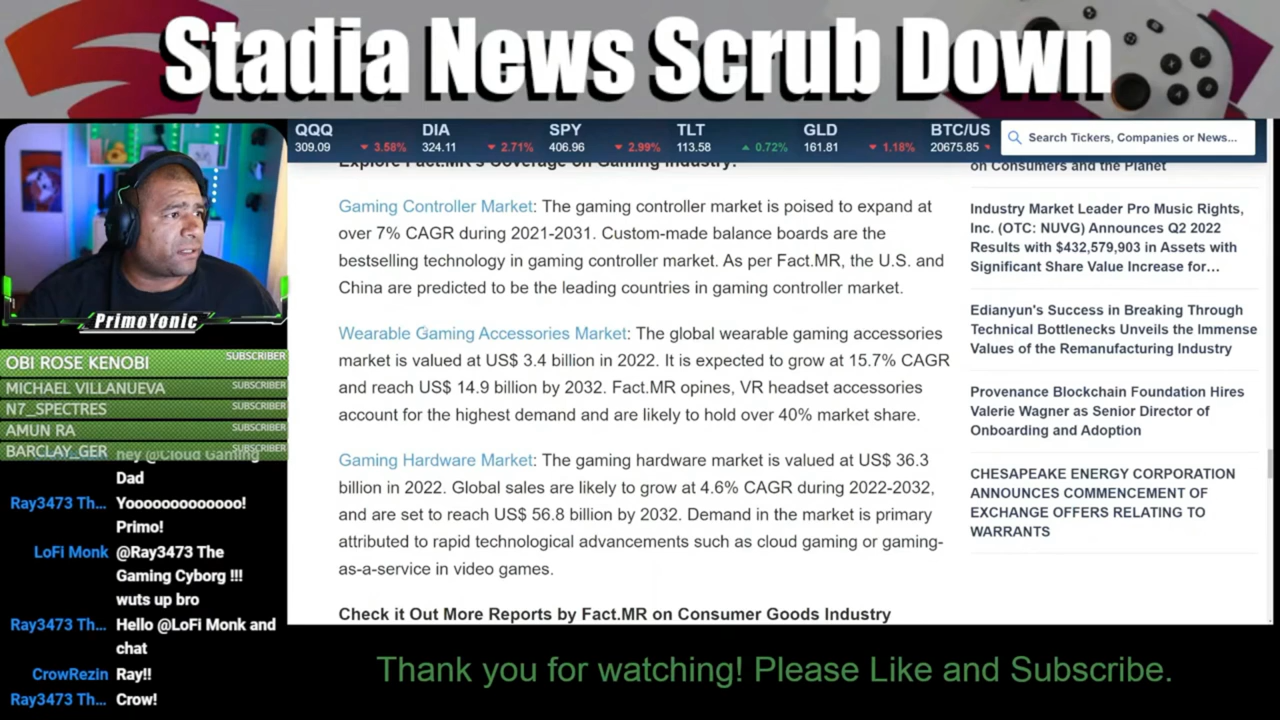 Stadia News Scrub Down
QQQ
309.09 3.58%
DIA
324.11 2.71%
SPY
406.96 2.99%
TLT
113.58 0.72%
GLD
161.81 1.18%
BTC/US
20675.85
Search Tickers, Companies or News...
Explore Fact.MR's Coverage on Gaming Industry:
Gaming Controller Market: The gaming controller market is poised to expand at
over 7% CAGR during 2021-2031. Custom-made balance boards are the
bestselling technology in gaming controller market. As per Fact.MR, the U.S. and
China are predicted to be the leading countries in gaming controller market.
Wearable Gaming Accessories Market: The global wearable gaming accessories
market is valued at US$ 3.4 billion in 2022. It is expected to grow at 15.7% CAGR
and reach US$ 14.9 billion by 2032. Fact.MR opines, VR headset accessories
account for the highest demand and are likely to hold over 40% market share.
Gaming Hardware Market: The gaming hardware market is valued at US$ 36.3
billion in 2022. Global sales are likely to grow at 4.6% CAGR during 2022-2032,
and are set to reach US$ 56.8 billion by 2032. Demand in the market is primary
attributed to rapid technological advancements such as cloud gaming or gaming-
as-a-service in video games.
Check it Out More Reports by Fact.MR on Consumer Goods Industry
on Consumers and the Planet
Industry Market Leader Pro Music Rights,
Inc. (OTC: NUVG) Announces Q2 2022
Results with $432,579,903 in Assets with
Significant Share Value Increase for...
Edianyun's Success in Breaking Through
Technical Bottlenecks Unveils the Immense
Values of the Remanufacturing Industry
Provenance Blockchain Foundation Hires
Valerie Wagner as Senior Director of
Onboarding and Adoption
CHESAPEAKE ENERGY CORPORATION
ANNOUNCES COMMENCEMENT OF
EXCHANGE OFFERS RELATING TO
WARRANTS
PrimoYonic
OBI ROSE KENOBI SUBSCRIBER
MICHAEL VILLANUEVA SUBSCRIBER
N7_SPECTRES SUBSCRIBER
AMUN RA SUBSCRIBER
BARCLAY_GER SUBSCRIBER
hey @Cloud Gaming
Dad
Ray3473 Th... Yooooooooooooo!
Primo!
LoFi Monk @Ray3473 The
Gaming Cyborg !!!
wuts up bro
Ray3473 Th... Hello @LoFi Monk and
chat
CrowRezin Ray!!
Ray3473 Th... Crow!
Thank you for watching! Please Like and Subscribe.